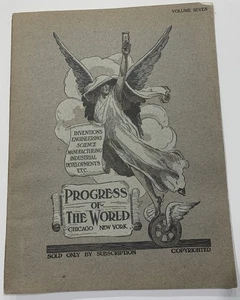 VOLUME SEVEN
INVENTIONS
ENGINEERING
SCIENCE
MANUFACTURING
INDUSTRIAL
DEVELOPMENTS
ETC.
PROGRESS
OF
THE WORLD
CHICAGO NEW YORK
SOLD ONLY BY SUBSCRIPTION
COPYRIGHTED